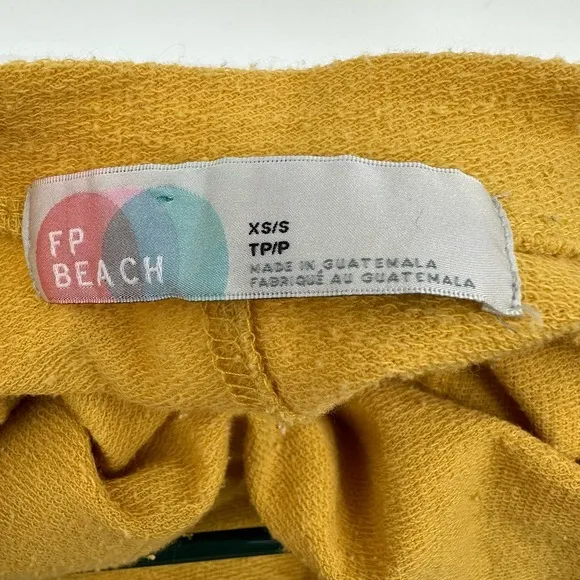 FP
BEACH
XS/S
TP/P
MADE IN GUATEMALA
FABRIQUÉ AU GUATEMALA